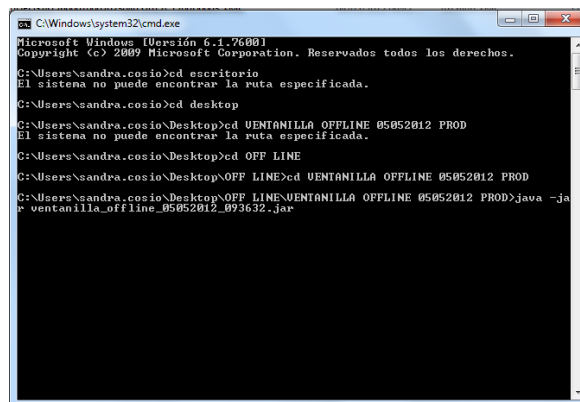 C:\Windows\system32\cmd.exe
Microsoft Windows [Versión 6.1.7600]
Copyright (c) 2009 Microsoft Corporation. Reservados todos los derechos.
C:\Users\sandra.cosio>cd escritorio
El sistema no puede encontrar la ruta especificada.
C:\Users\sandra.cosio>cd desktop
C:\Users\sandra.cosio\Desktop>cd VENTANILLA OFFLINE 05052012 PROD
El sistema no puede encontrar la ruta especificada.
C:\Users\sandra.cosio\Desktop>cd OFF LINE
C:\Users\sandra.cosio\Desktop\OFF LINE>cd VENTANILLA OFFLINE 05052012 PROD
C:\Users\sandra.cosio\Desktop\OFF LINE\VENTANILLA OFFLINE 05052012 PROD>java -ja
r ventanilla_offline_05052012_093632.jar